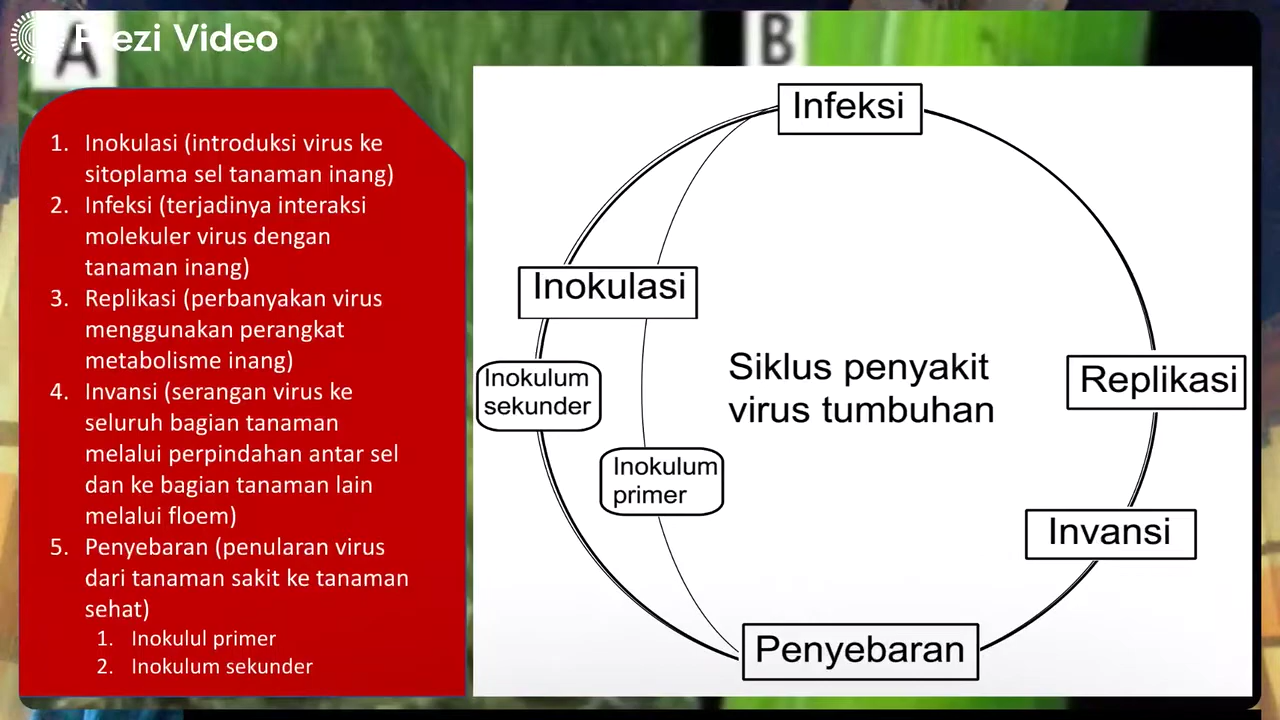 A
Prezi Video
B
1. Inokulasi (introduksi virus ke
sitoplama sel tanaman inang)
2. Infeksi (terjadinya interaksi
molekuler virus dengan
tanaman inang)
3. Replikasi (perbanyakan virus
menggunakan perangkat
metabolisme inang)
4. Invansi (serangan virus ke
seluruh bagian tanaman
melalui perpindahan antar sel
dan ke bagian tanaman lain
melalui floem)
5. Penyebaran (penularan virus
dari tanaman sakit ke tanaman
sehat)
1. Inokulul primer
2. Inokulum sekunder
Infeksi
Inokulasi
Siklus penyakit
virus tumbuhan
Replikasi
Inokulum
sekunder
Inokulum
primer
Invansi
Penyebaran